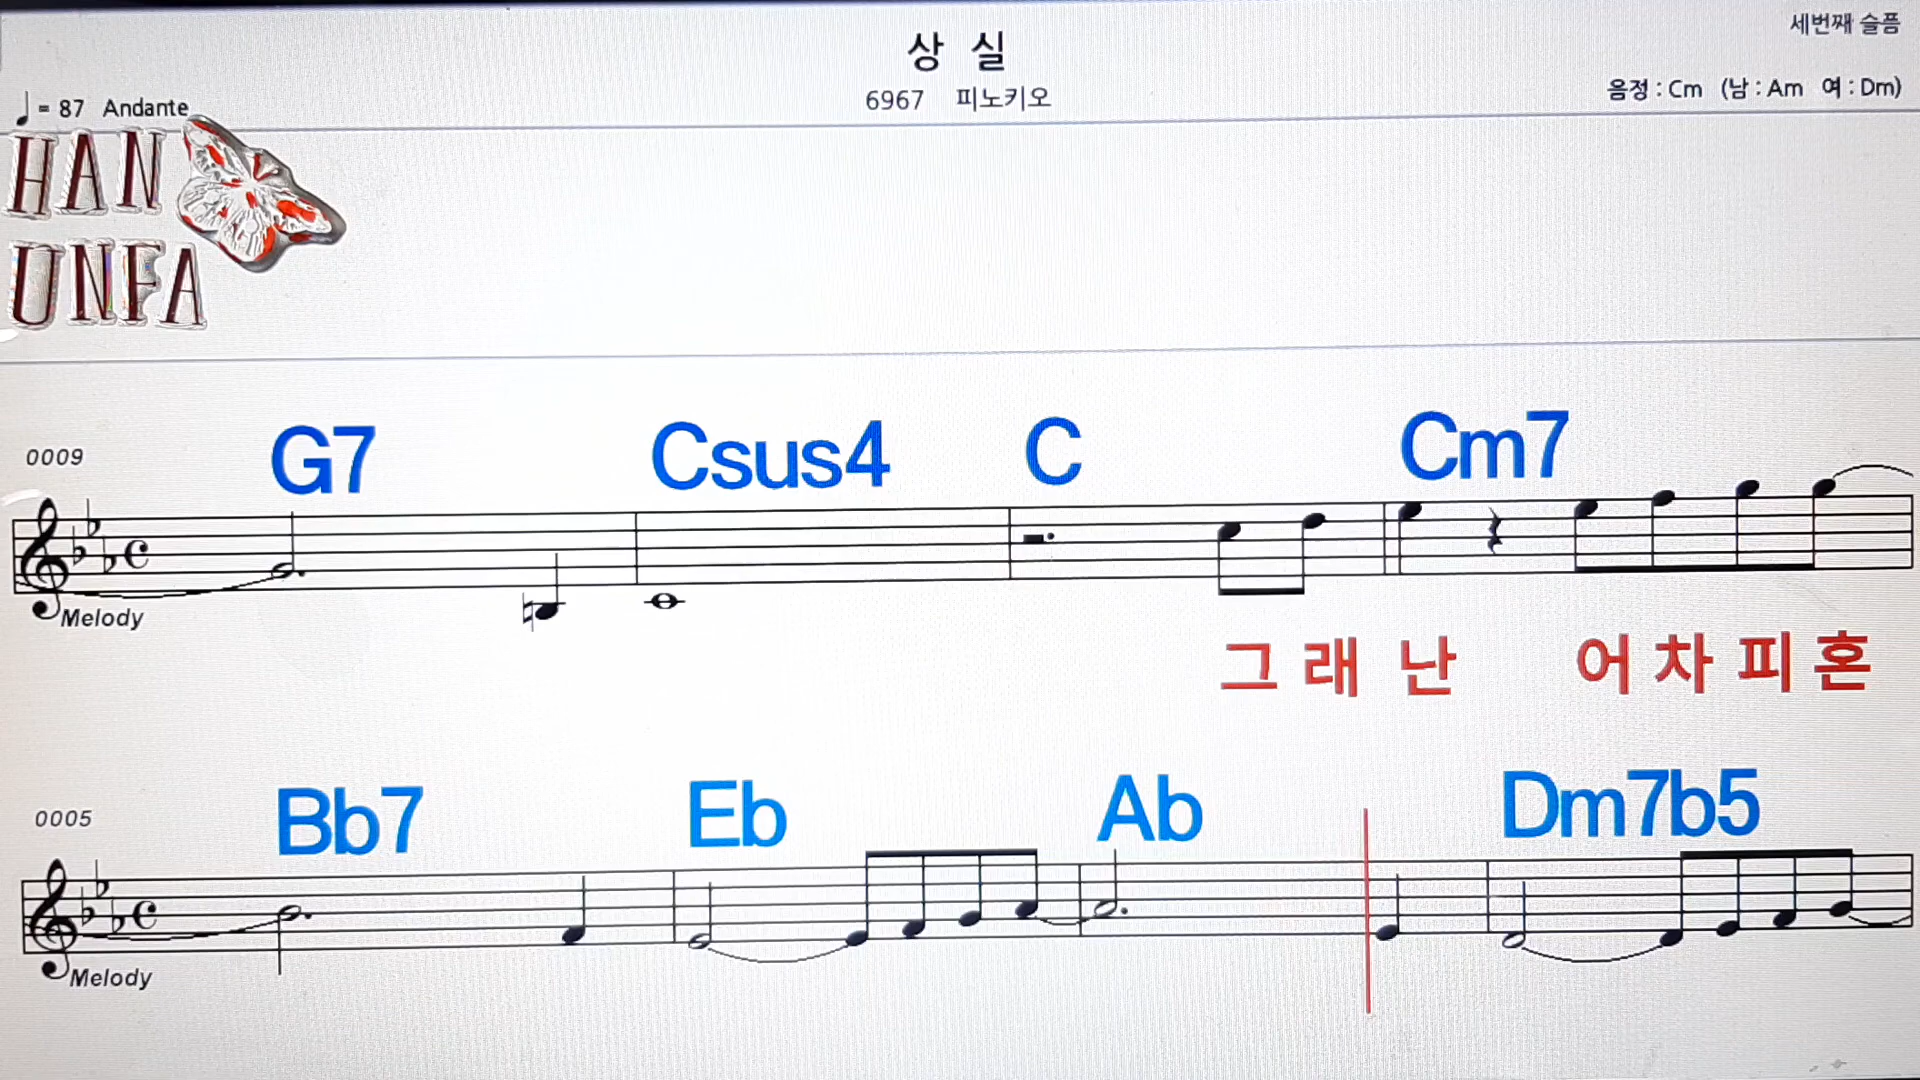 세번째 슬픔
상 실
6967 피노키오
음정 : Cm (남 : Am 여 : Dm)
♩ = 87 Andante
HAN
UNFA
0009
G7 Csus4 C Cm7
Melody
그 래 난 어 차 피 혼
0005
Bb7 Eb Ab Dm7b5
Melody